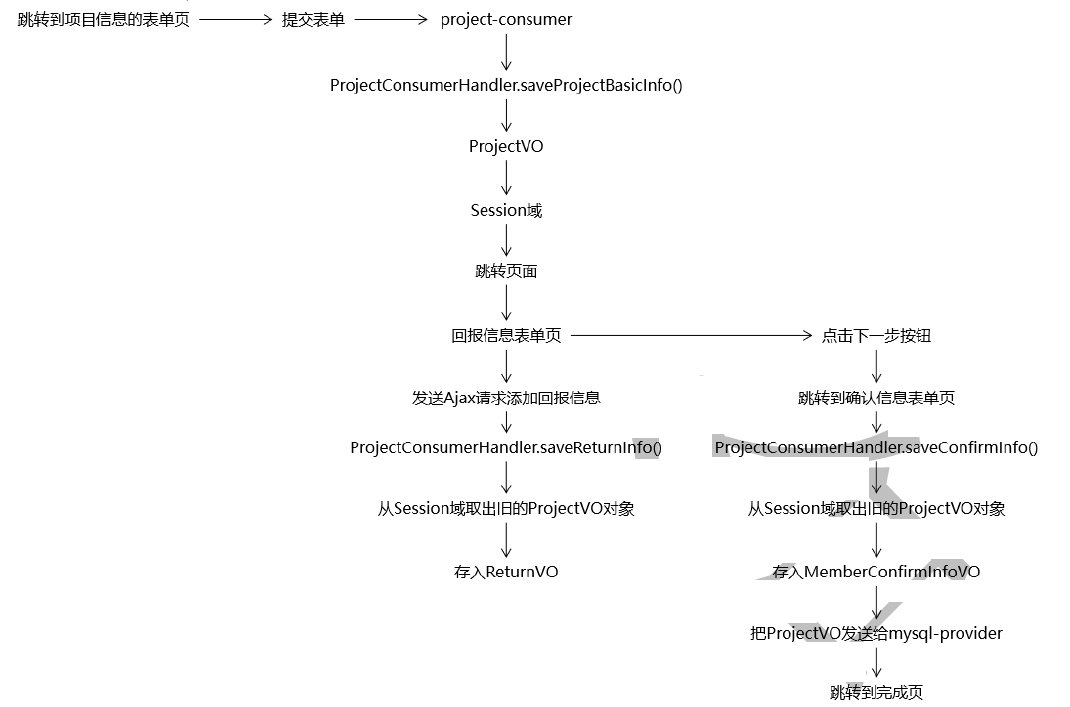 跳转到项目信息的表单页
提交表单
project-consumer
ProjectConsumerHandler.saveProjectBasicInfo()
ProjectVO
Session域
跳转页面
回报信息表单页
点击下一步按钮
发送Ajax请求添加回报信息
跳转到确认信息表单页
ProjectConsumerHandler.saveReturnInfo()
ProjectConsumerHandler.saveConfirmInfo()
从Session域取出旧的ProjectVO对象
从Session域取出旧的ProjectVO对象
存入ReturnVO
存入MemberConfirmInfoVO
把ProjectVO发送给mysql-provider
跳转到完成页